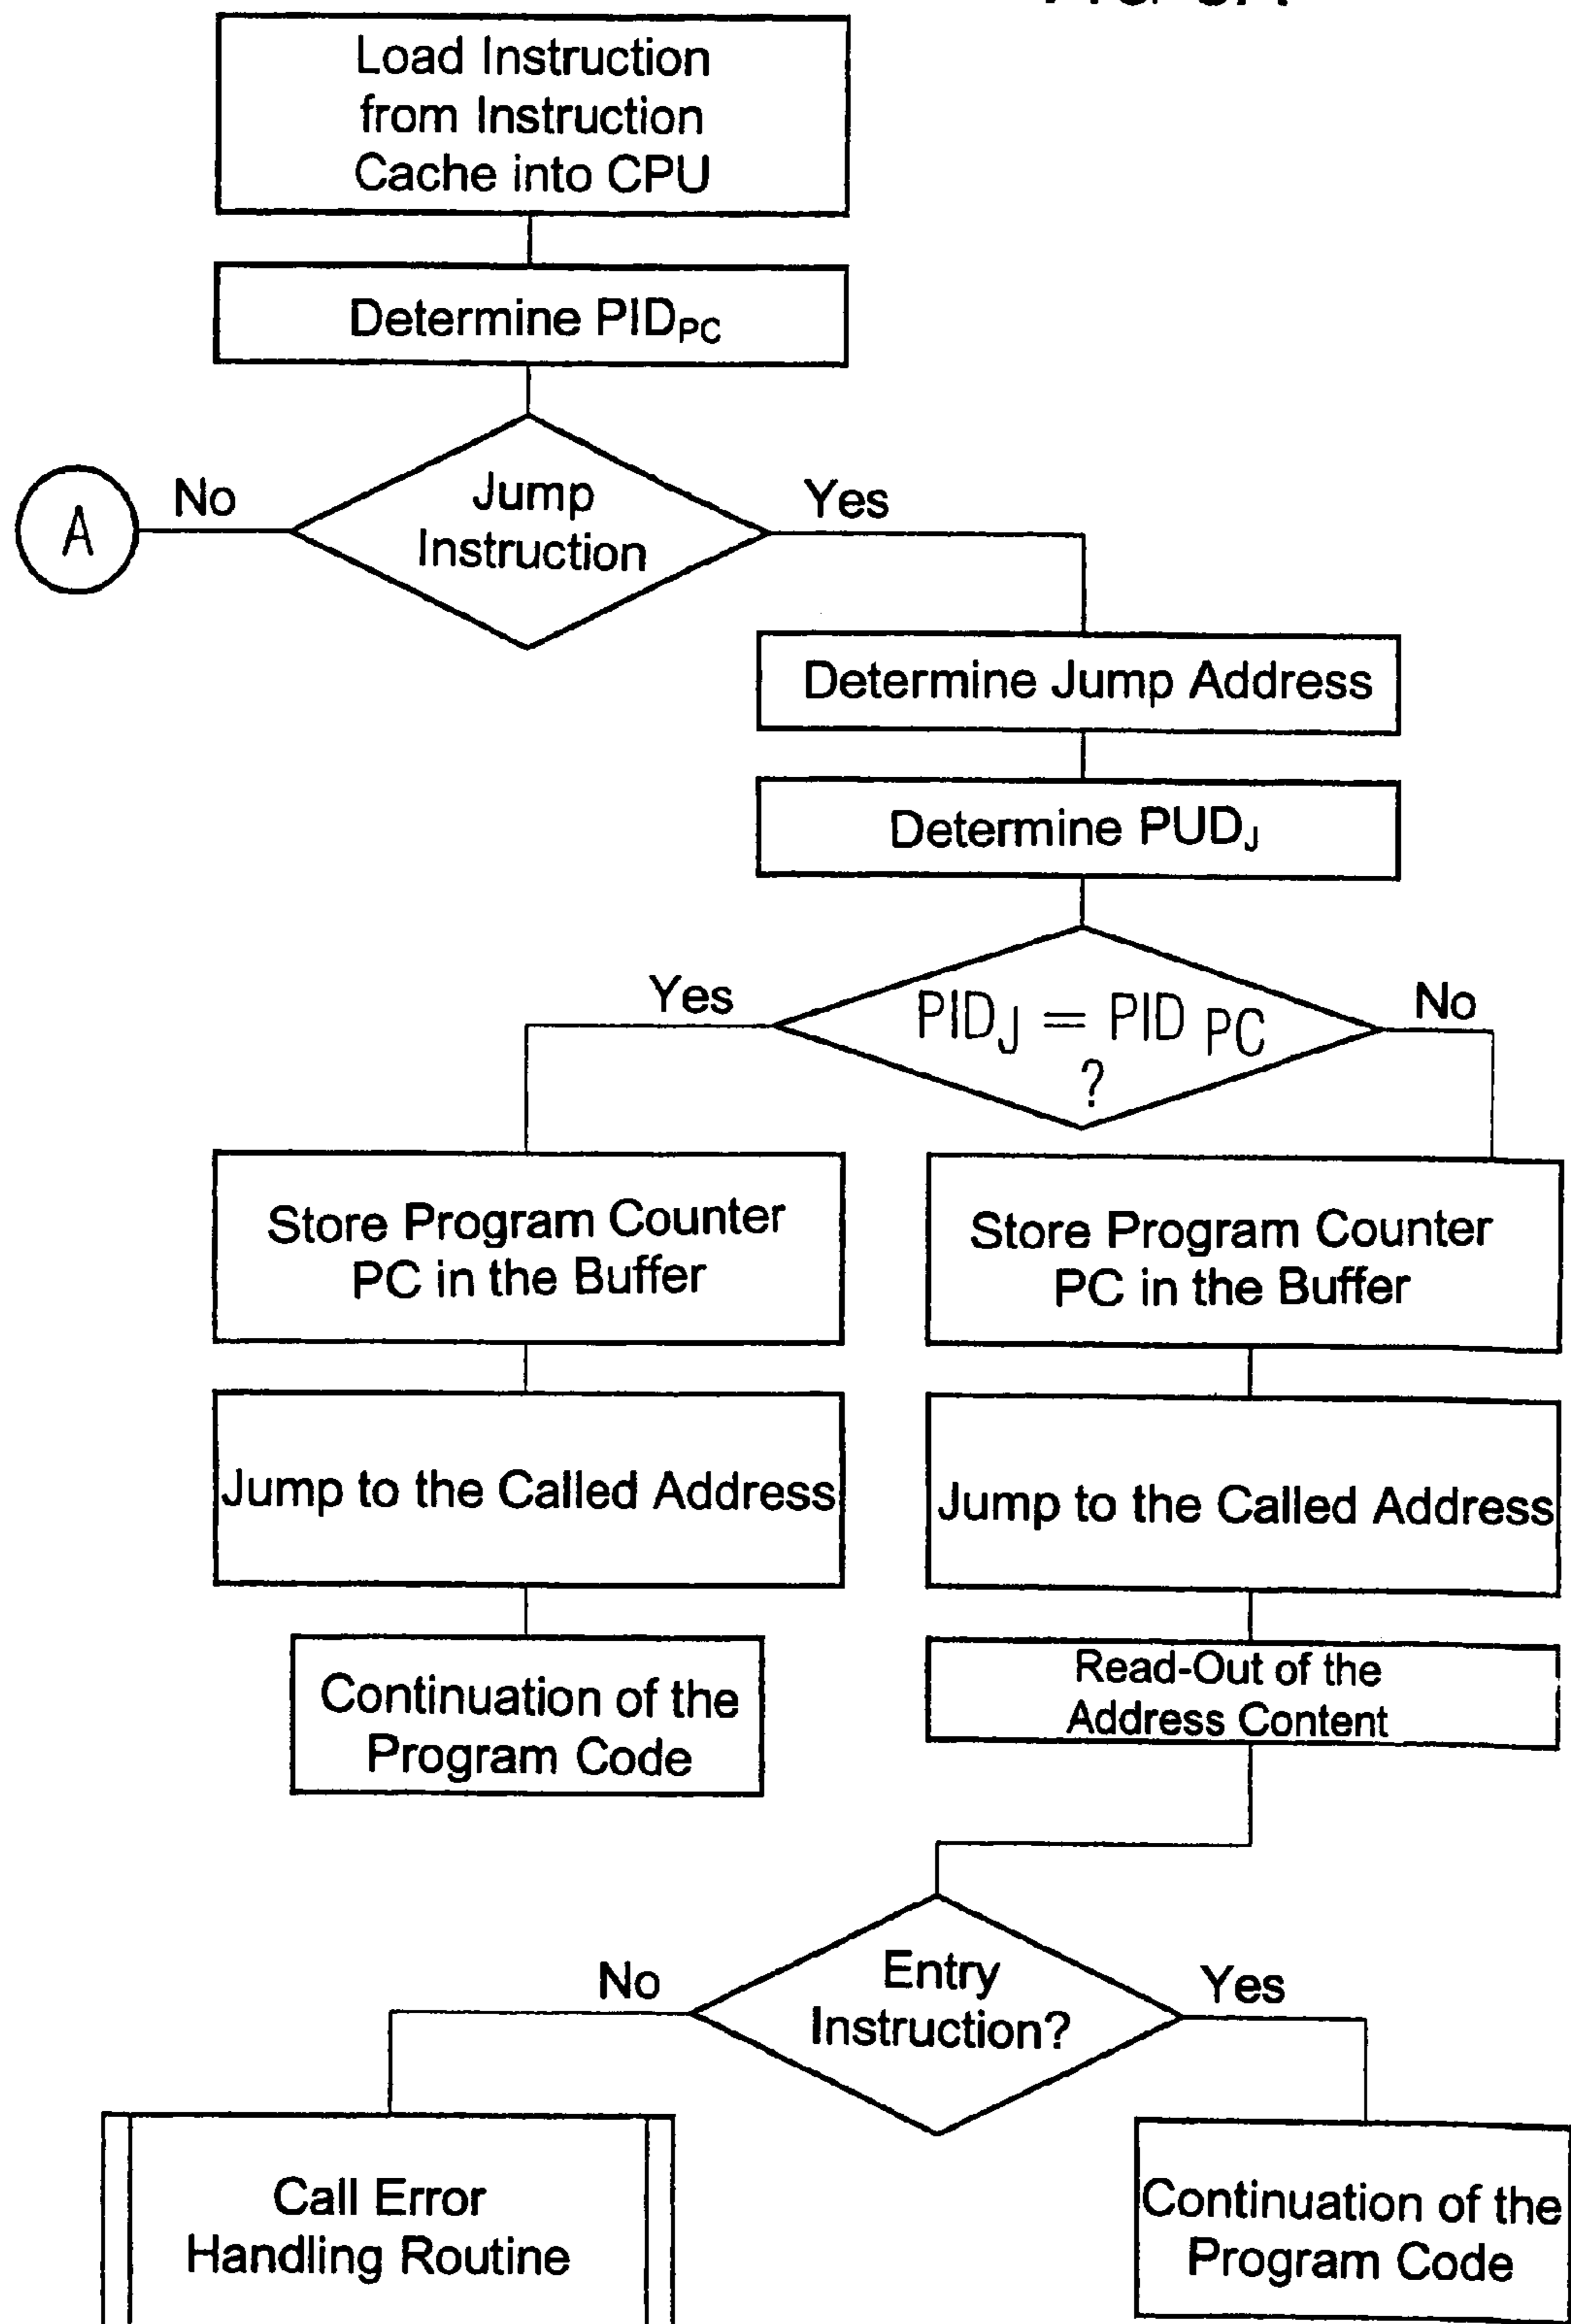 Load Instruction
from Instruction
Cache into CPU
Determine PIDPC
A
No
Jump
Instruction
Yes
Determine Jump Address
Determine PUDJ
Yes
PIDJ = PID PC
?
No
Store Program Counter
PC in the Buffer
Store Program Counter
PC in the Buffer
Jump to the Called Address
Jump to the Called Address
Continuation of the
Program Code
Read-Out of the
Address Content
No
Entry
Instruction?
Yes
Call Error
Handling Routine
Continuation of the
Program Code